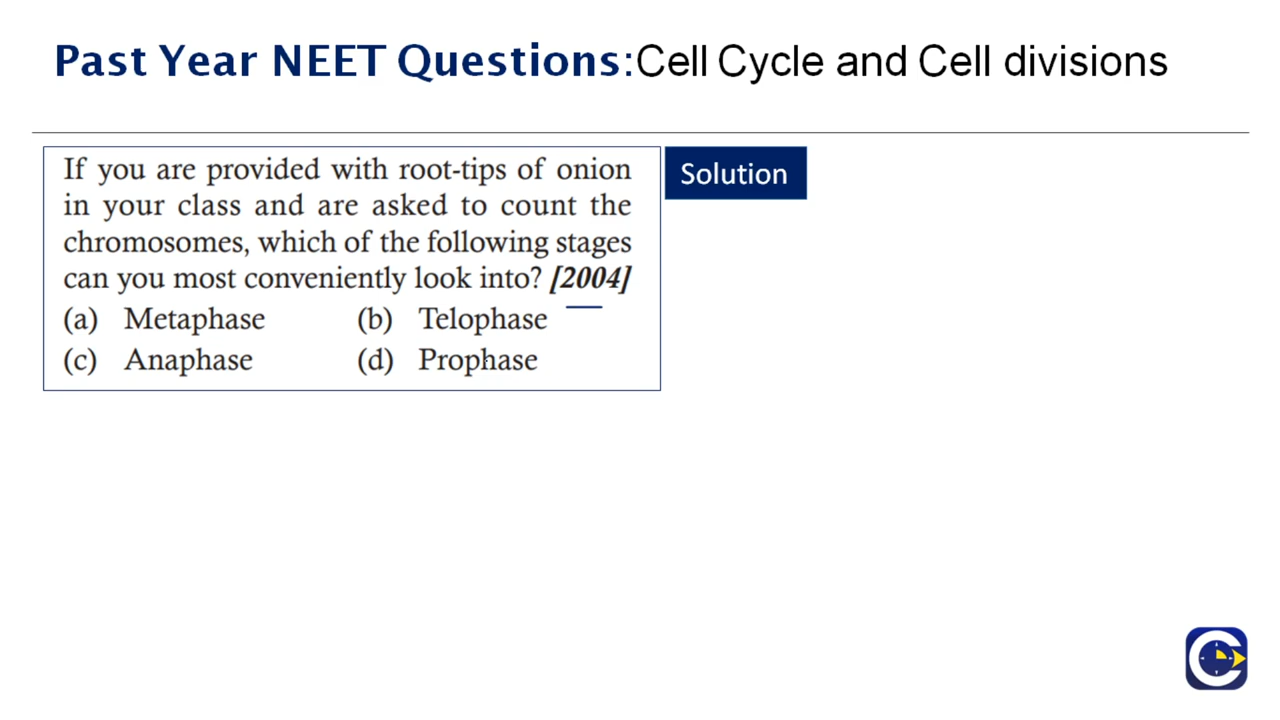 Past Year NEET Questions:Cell Cycle and Cell divisions
If you are provided with root-tips of onion
in your class and are asked to count the
chromosomes, which of the following stages
can you most conveniently look into? [2004]
(a) Metaphase (b) Telophase
(c) Anaphase (d) Prophase
Solution